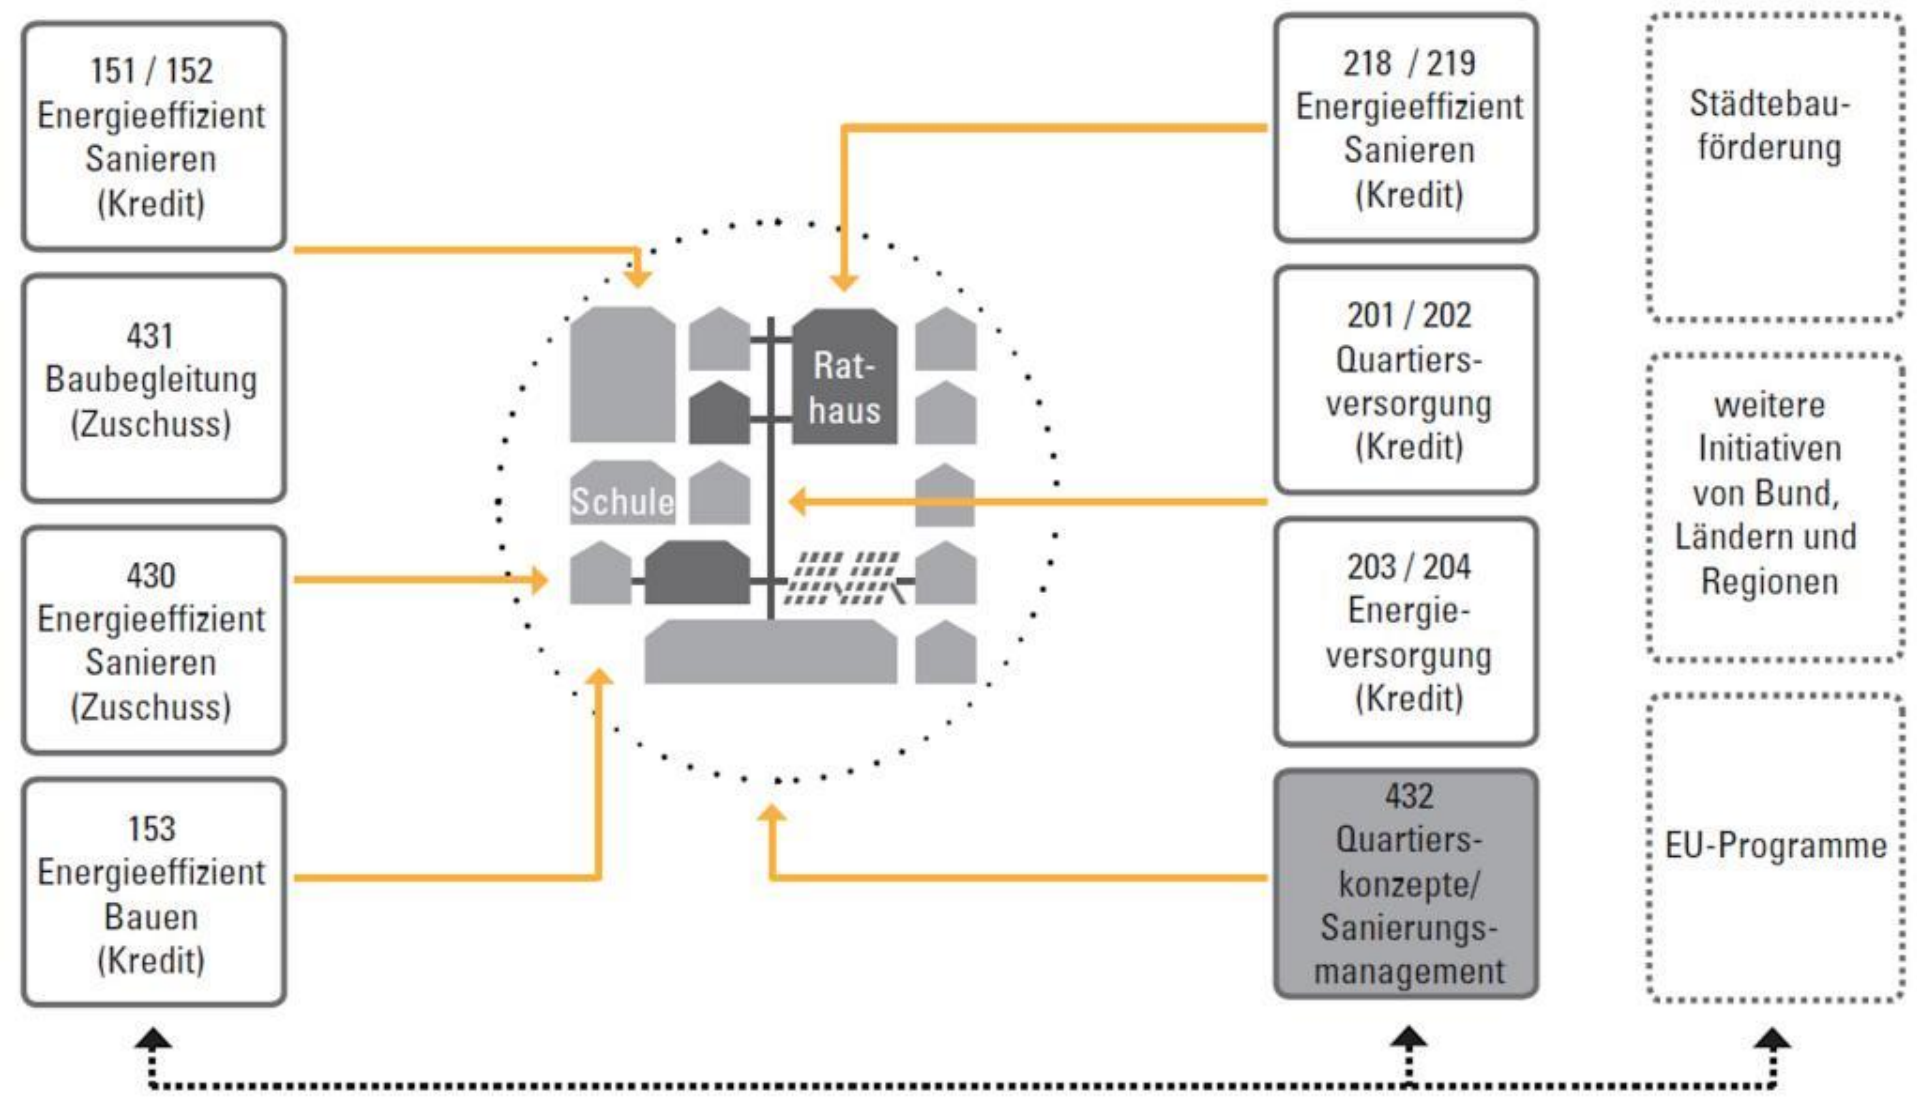 151 / 152
Energieeffizient
Sanieren
(Kredit)
431
Baubegleitung
(Zuschuss)
430
Energieeffizient
Sanieren
(Zuschuss)
153
Energieeffizient
Bauen
(Kredit)
Rat-
haus
Schule
218 / 219
Energieeffizient
Sanieren
(Kredit)
201 / 202
Quartiers-
versorgung
(Kredit)
203 / 204
Energie-
versorgung
(Kredit)
432
Quartiers-
konzepte/
Sanierungs-
management
Städtebau-
förderung
weitere
Initiativen
von Bund,
Ländern und
Regionen
EU-Programme